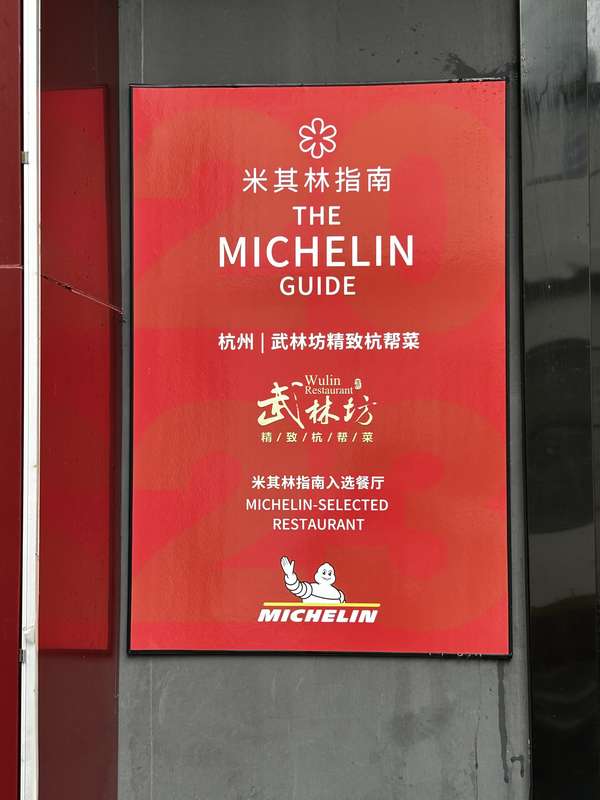 米其林指南
THE
MICHELIN
GUIDE
杭州 | 武林坊精致杭帮菜
Wulin
Restaurant
武林坊
精/致/杭/帮/菜
米其林指南入选餐厅
MICHELIN-SELECTED
RESTAURANT
MICHELIN